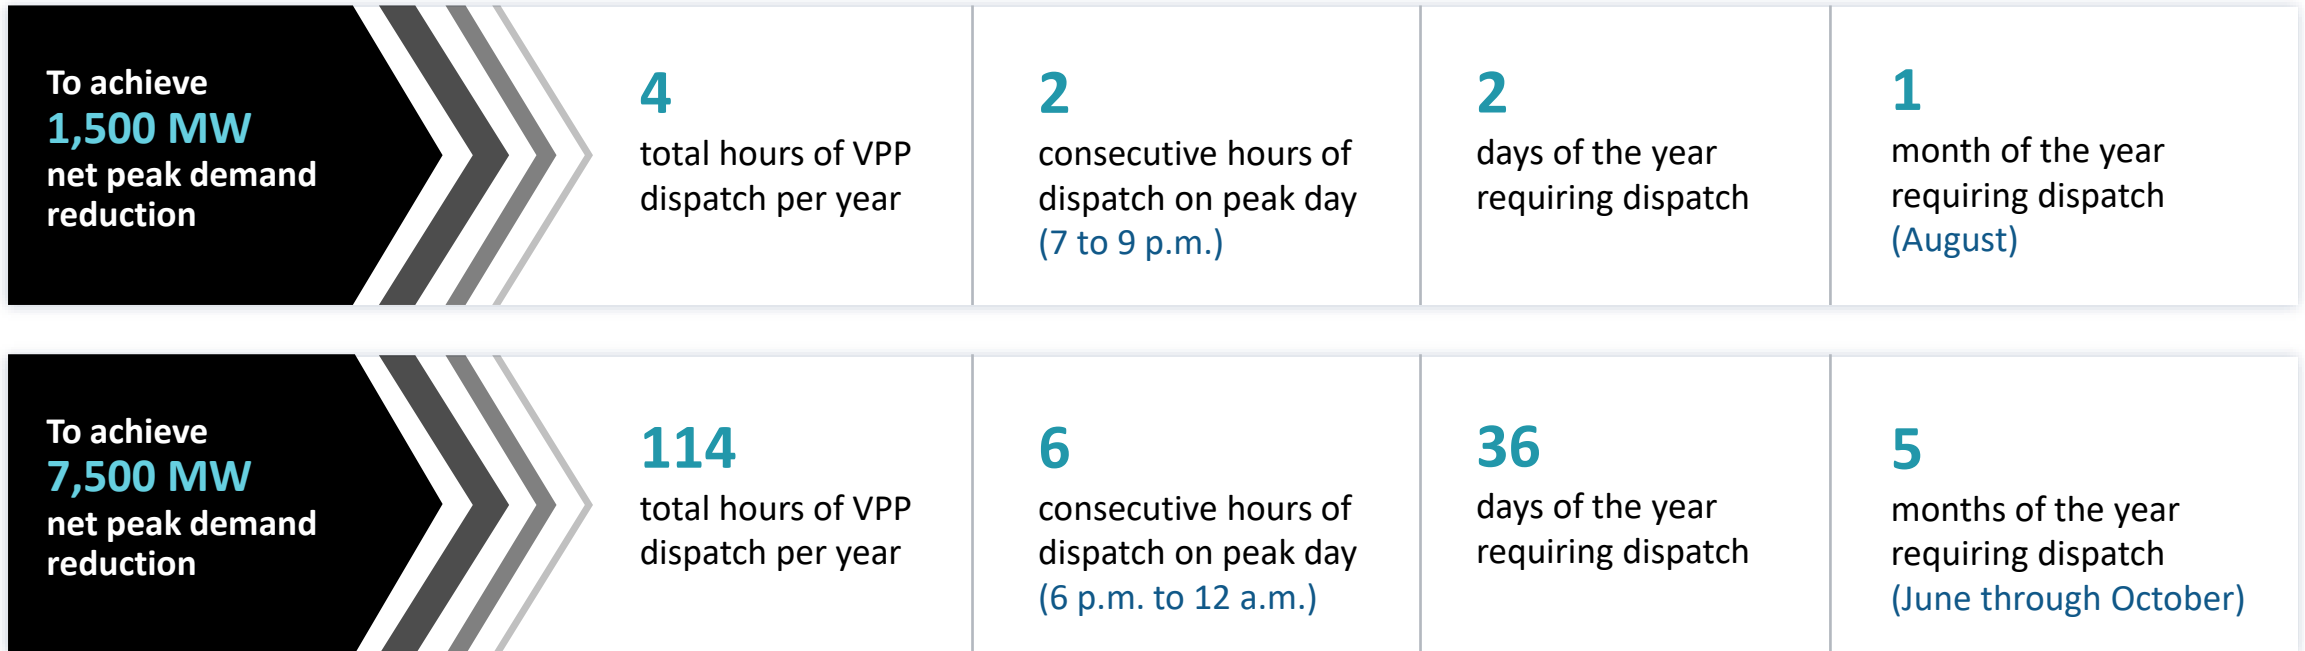 To achieve
1,500 MW
net peak demand
reduction
4
total hours of VPP
dispatch per year
2
consecutive hours of
dispatch on peak day
(7 to 9 p.m.)
2
days of the year
requiring dispatch
1
month of the year
requiring dispatch
(August)
To achieve
7,500 MW
net peak demand
reduction
114
total hours of VPP
dispatch per year
6
consecutive hours of
dispatch on peak day
(6 p.m. to 12 a.m.)
36
days of the year
requiring dispatch
5
months of the year
requiring dispatch
(June through October)